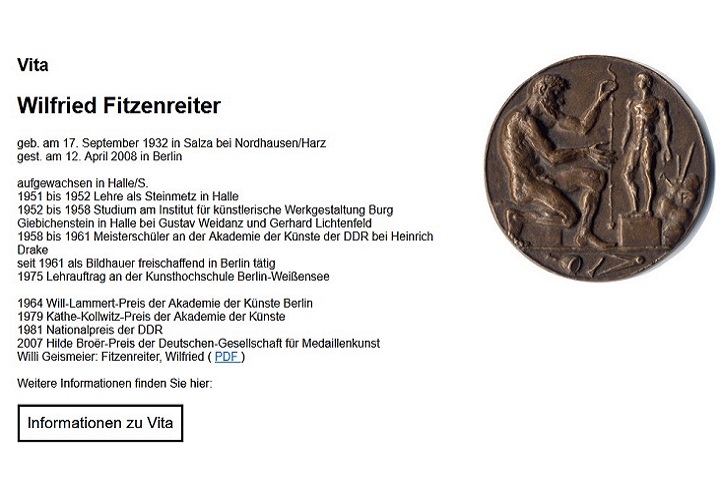 Vita
Wilfried Fitzenreiter
geb. am 17. September 1932 in Salza bei Nordhausen/Harz
gest. am 12. April 2008 in Berlin
aufgewachsen in Halle/S.
1951 bis 1952 Lehre als Steinmetz in Halle
1952 bis 1958 Studium am Institut für künstlerische Werkgestaltung Burg
Giebichenstein in Halle bei Gustav Weidanz und Gerhard Lichtenfeld
1958 bis 1961 Meisterschüler an der Akademie der Künste der DDR bei Heinrich
Drake
seit 1961 als Bildhauer freischaffend in Berlin tätig
1975 Lehrauftrag an der Kunsthochschule Berlin-Weißensee
1964 Will-Lammert-Preis der Akademie der Künste Berlin
1979 Käthe-Kollwitz-Preis der Akademie der Künste
1981 Nationalpreis der DDR
2007 Hilde Broër-Preis der Deutschen-Gesellschaft für Medaillenkunst
Willi Geismeier: Fitzenreiter, Wilfried ( PDF )
Weitere Informationen finden Sie hier:
Informationen zu Vita